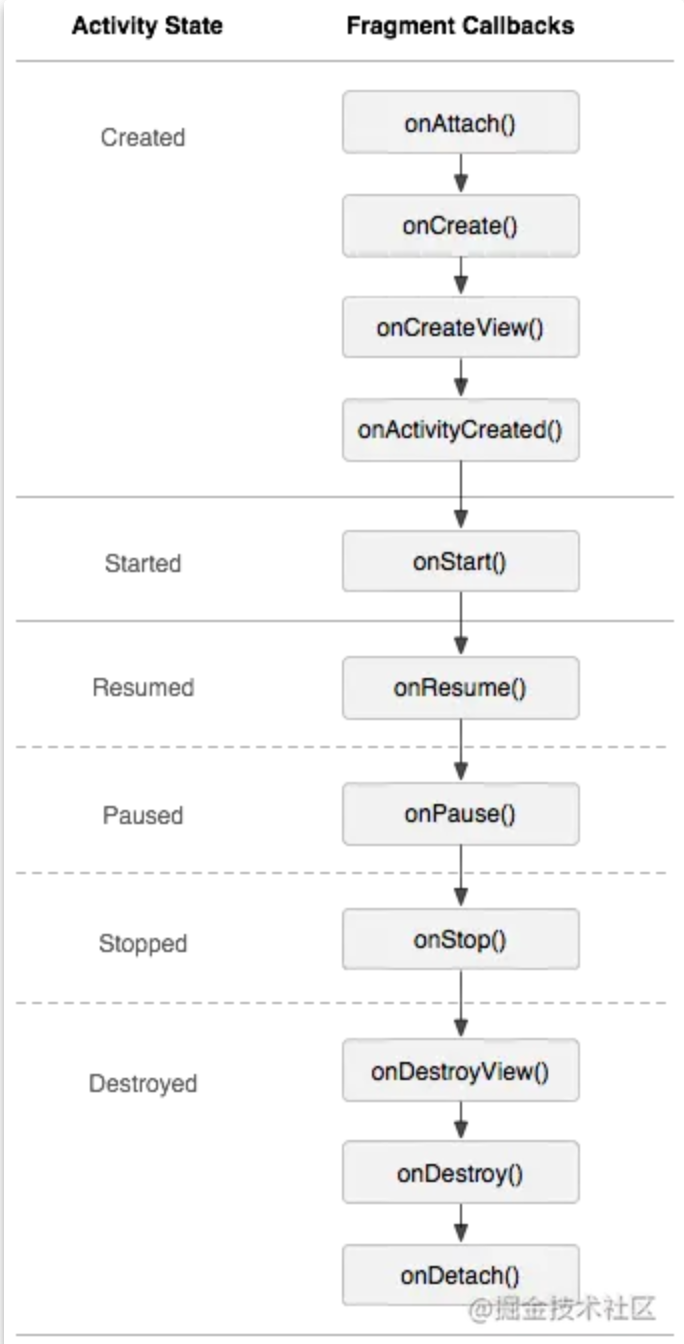 Activity State Fragment Callbacks
Created
onAttach()
onCreate()
onCreateView()
onActivityCreated()
Started onStart()
Resumed onResume()
Paused onPause()
Stopped onStop()
Destroyed onDestroyView()
onDestroy()
onDetach()
@掘金技术社区